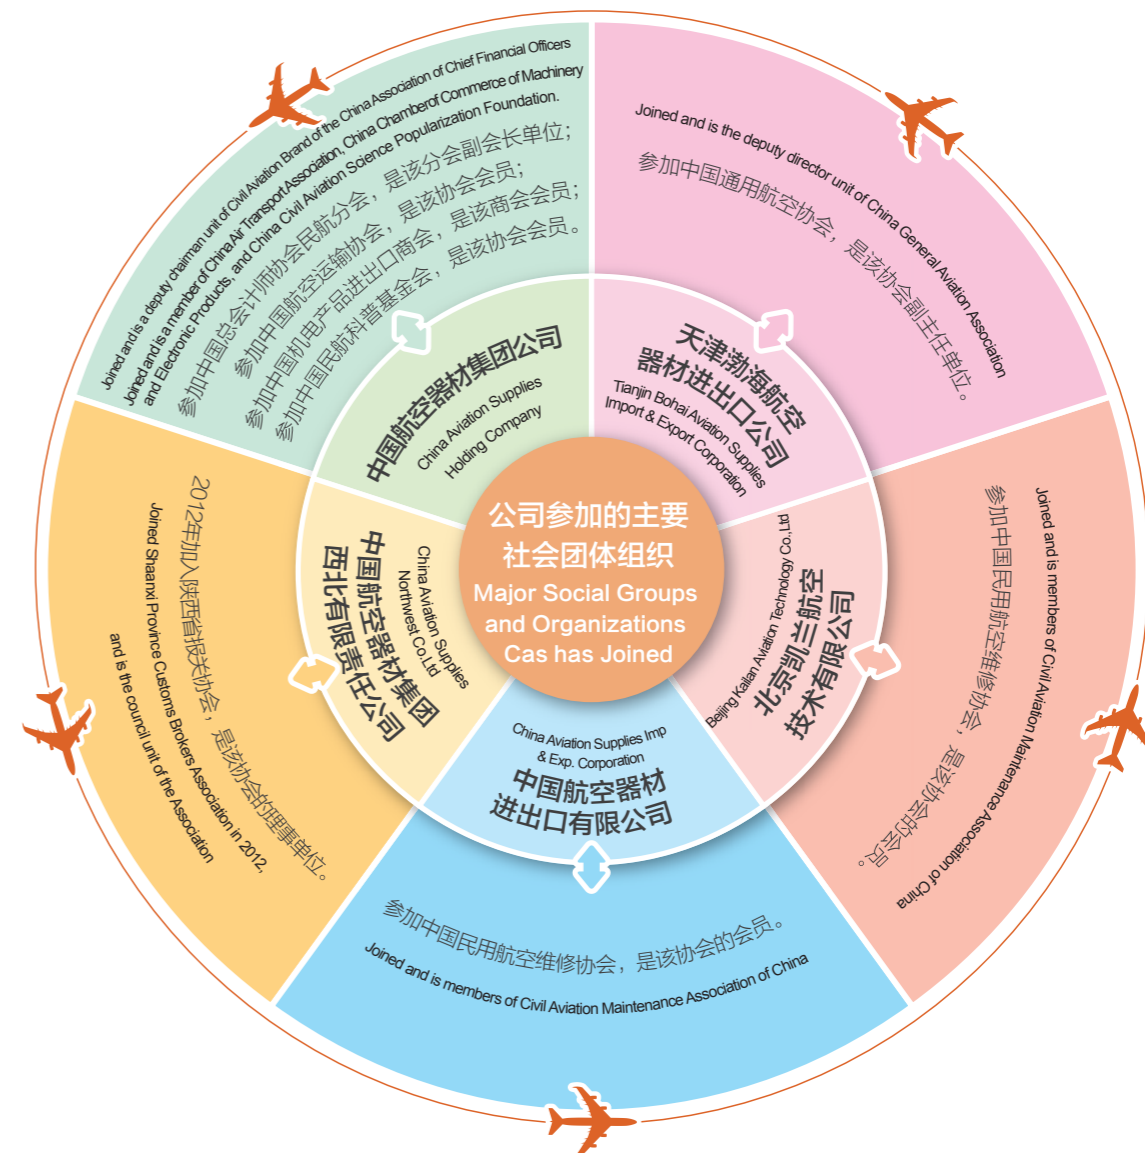 公司参加的主要
社会团体组织
Major Social Groups
and Organizations
Cas has Joined
中国航空器材集团公司
China Aviation Supplies
Holding Company
Joined and is a deputy chairman unit of Civil Aviation Brand of the China Association of Chief Financial Officers
Joined and is a member of China Air Transport Association, China Chamberof Commerce of Machinery
and Electronic Products, and China Civil Aviation Science Popularization Foundation.
参加中国总会计师协会民航分会，是该分会副会长单位；
参加中国航空运输协会，是该协会会员；
参加中国机电产品进出口商会，是该商会会员；
参加中国民航科普基金会，是该协会会员。
天津渤海航空
器材进出口公司
Tianjin Bohai Aviation Supplies
Import & Export Corporation
Joined and is the deputy director unit of China General Aviation Association
参加中国通用航空协会，是该协会副主任单位。
北京凯兰航空
技术有限公司
Beijing Kailan Aviation Technology Co.,Ltd
Joined and is members of Civil Aviation Maintenance Association of China
参加中国民用航空维修协会，是该协会的会员。
China Aviation Supplies Imp
& Exp. Corporation
中国航空器材
进出口有限公司
参加中国民用航空维修协会，是该协会的会员。
Joined and is members of Civil Aviation Maintenance Association of China
中国航空器材集团
西北有限责任公司
China Aviation Supplies
Northwest Co.Ltd
2012年加入陕西省报关协会，是该协会的理事单位。
Joined Shaanxi Province Customs Brokers Association in 2012,
and is the council unit of the Association